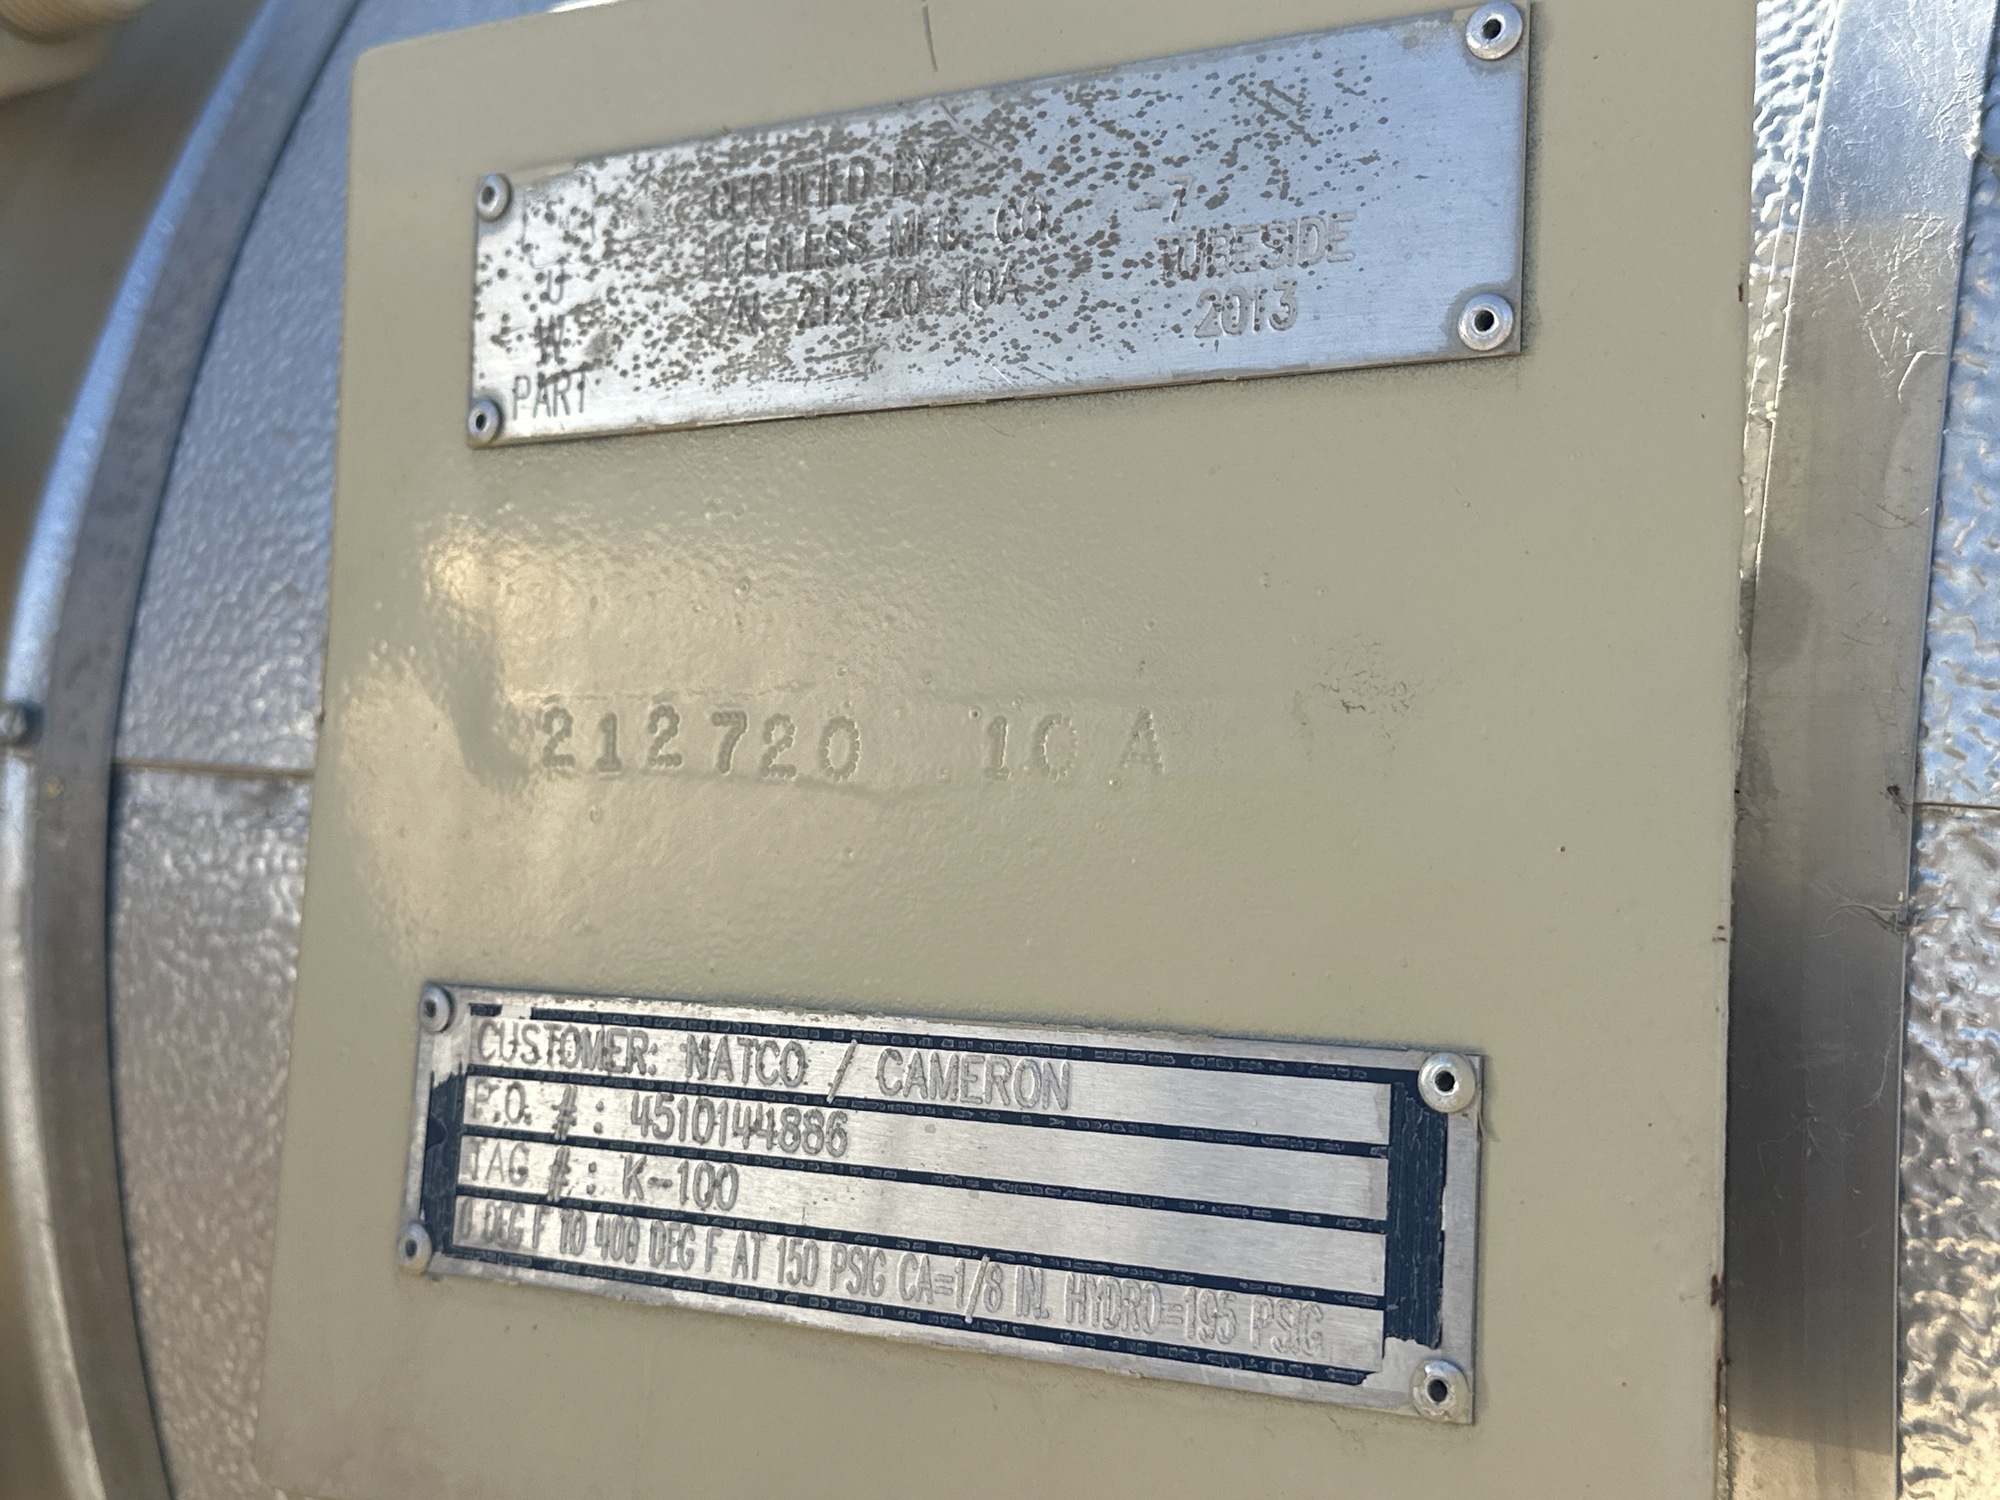 CERTIFIED BY
PEERLESS MFG. CO. -7
U TUBESIDE
S/N 212720-10A
W 2013
PART
212720 10 A
CUSTOMER: NATCO / CAMERON
P.O. #: 4510144886
TAG #: K-100
0 DEG F TO 400 DEG F AT 150 PSIG CA=1/8 IN. HYDRO=195 PSIG